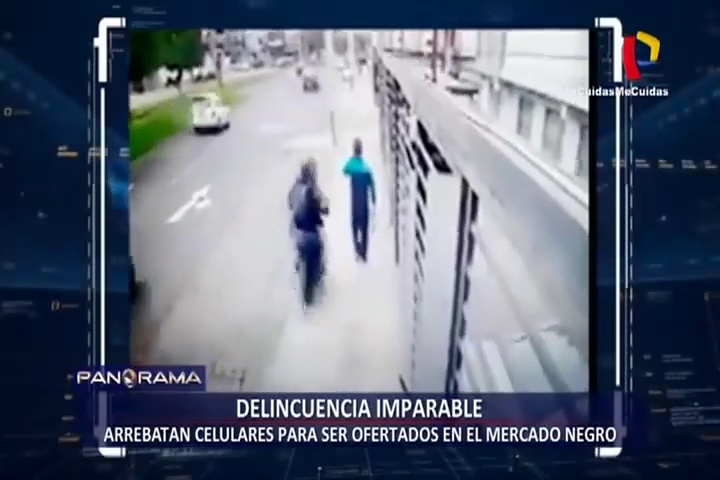 CuidasMeCuidas
PANORAMA
DELINCUENCIA IMPARABLE
ARREBATAN CELULARES PARA SER OFERTADOS EN EL MERCADO NEGRO